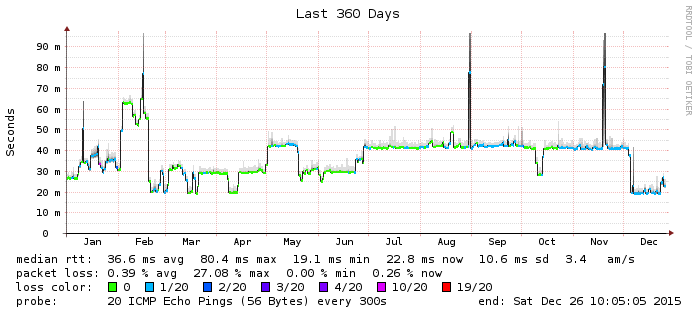 Last 360 Days
RRDTOOL / TOBI OETIKER
Seconds
90 m
80 m
70 m
60 m
50 m
40 m
30 m
20 m
10 m
0
Jan Feb Mar Apr May Jun Jul Aug Sep Oct Nov Dec
median rtt: 36.6 ms avg 80.4 ms max 19.1 ms min 22.8 ms now 10.6 ms sd 3.4 am/s
packet loss: 0.39 % avg 27.08 % max 0.00 % min 0.26 % now
loss color: 0 1/20 2/20 3/20 4/20 10/20 19/20
probe: 20 ICMP Echo Pings (56 Bytes) every 300s end: Sat Dec 26 10:05:05 2015